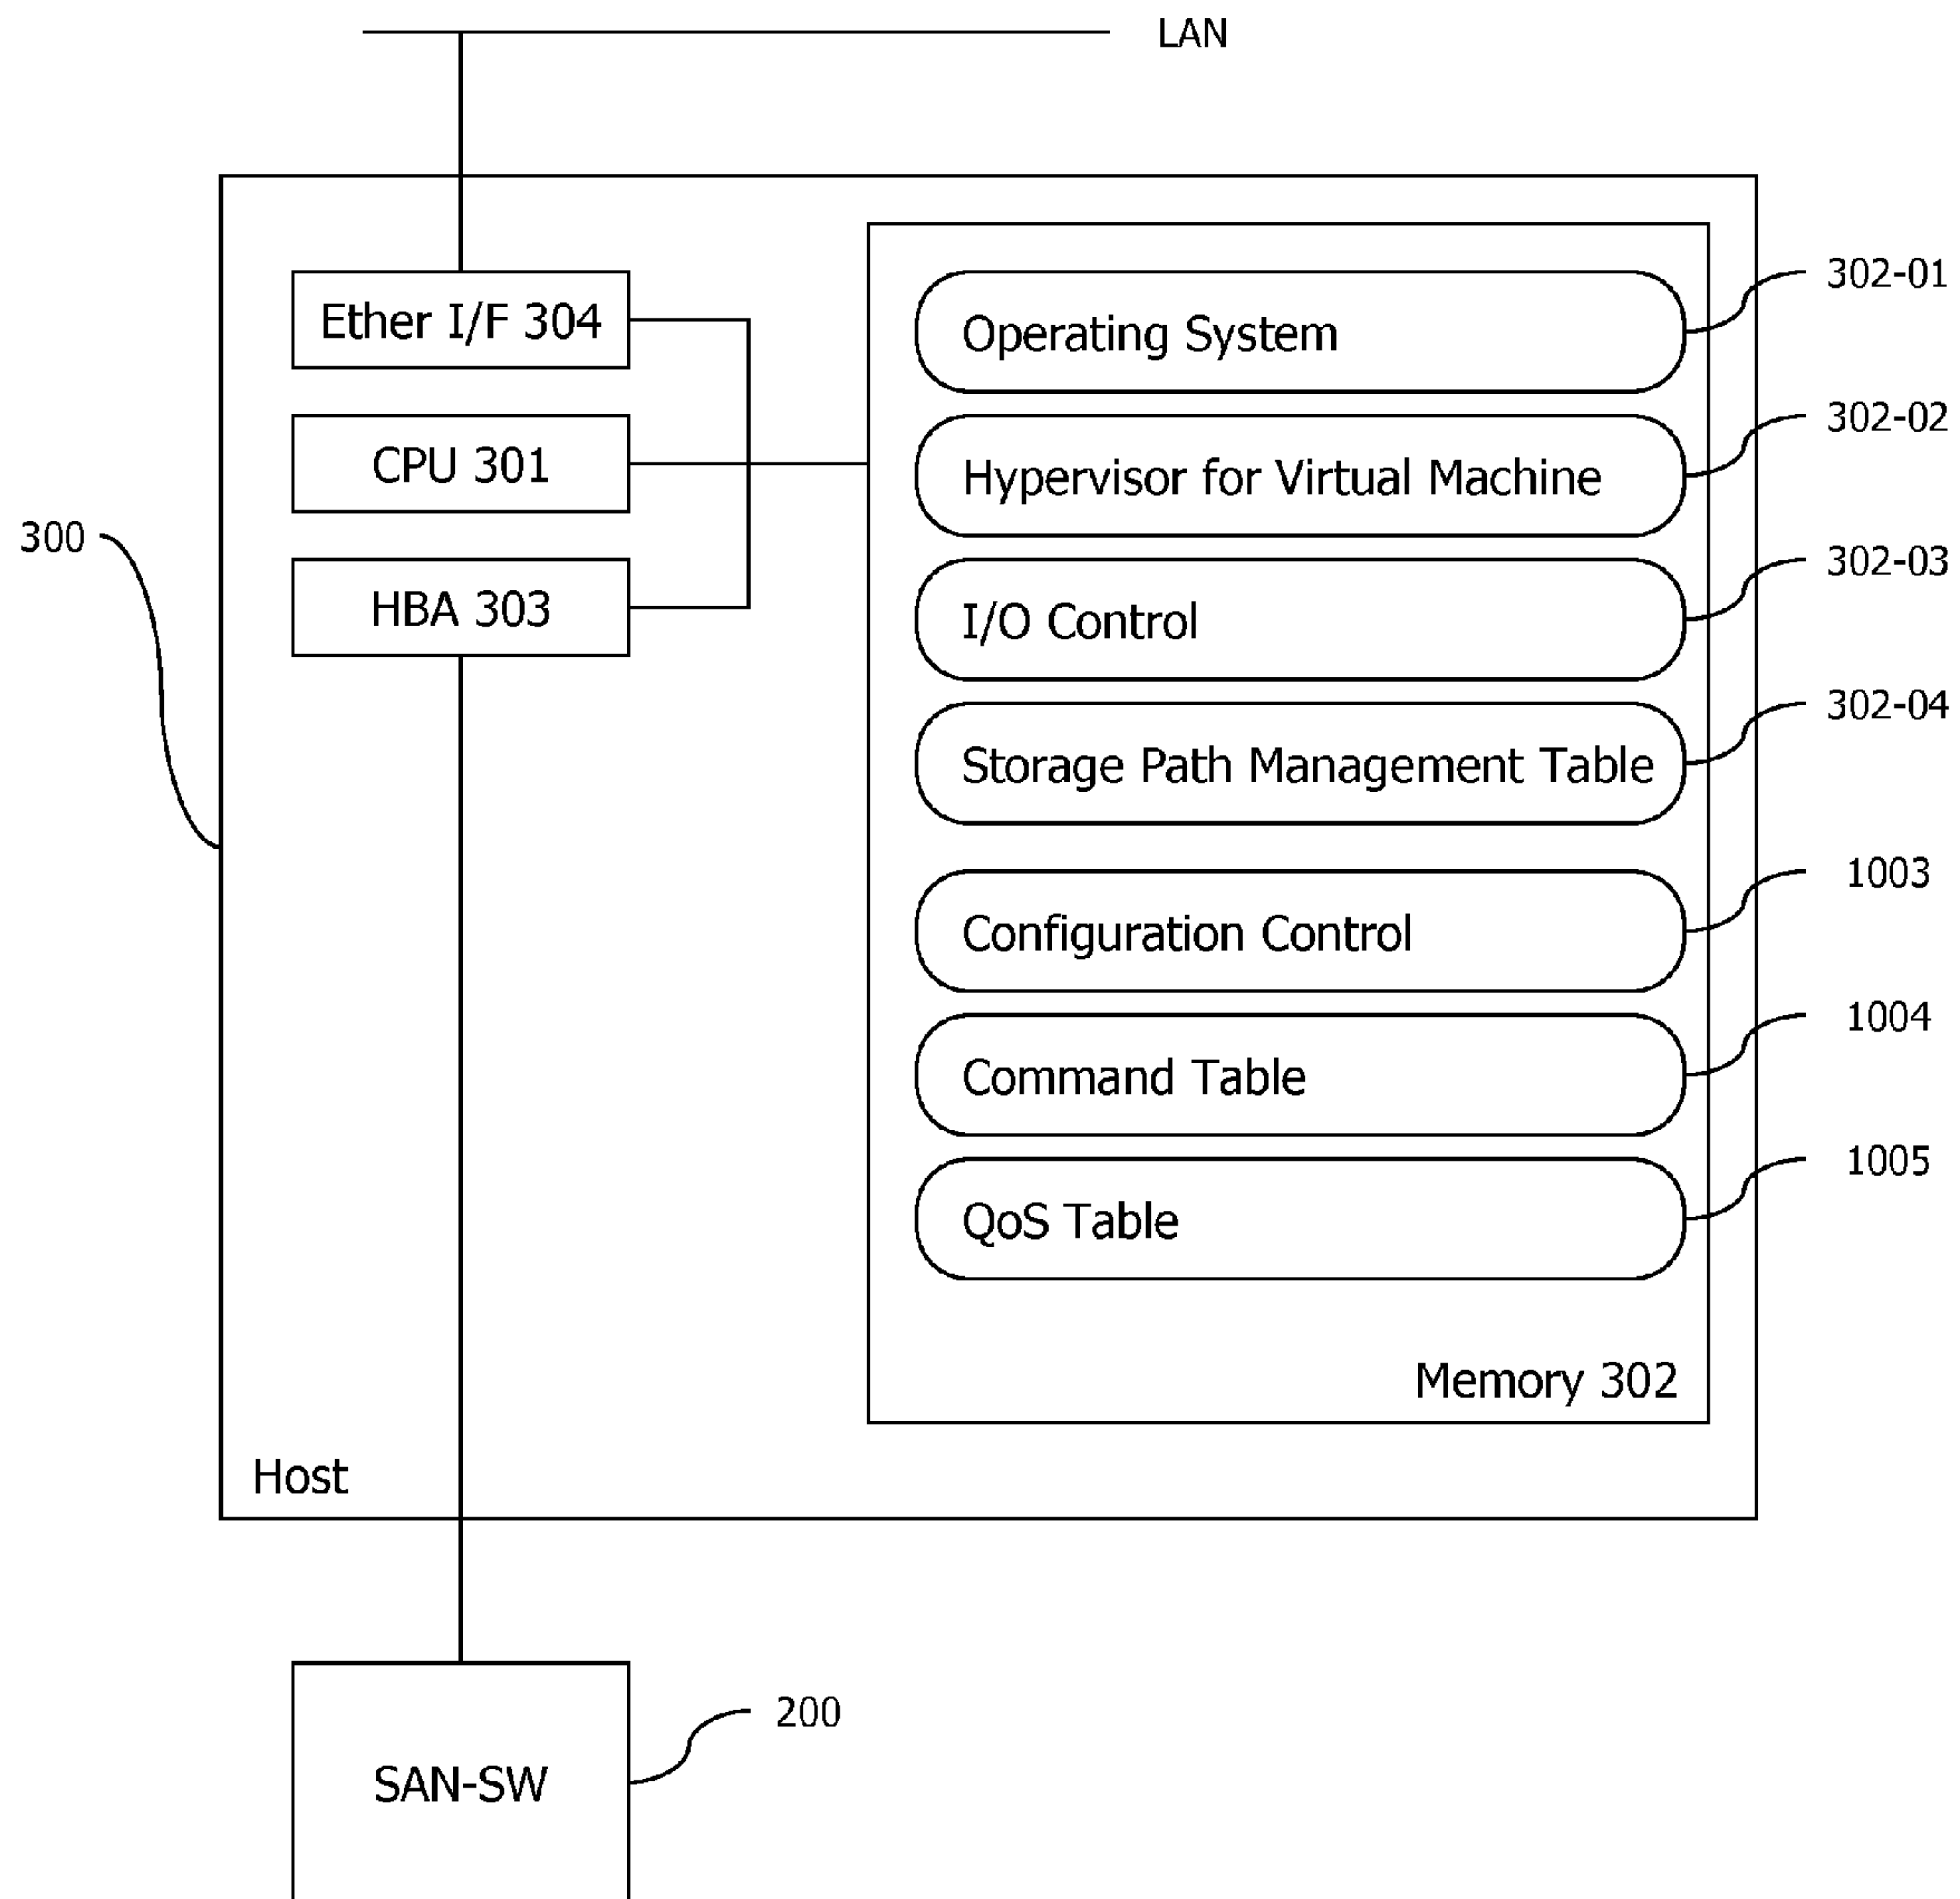 LAN
Ether I/F 304
CPU 301
HBA 303
300
Operating System
302-01
Hypervisor for Virtual Machine
302-02
I/O Control
302-03
Storage Path Management Table
302-04
Configuration Control
1003
Command Table
1004
QoS Table
1005
Memory 302
Host
SAN-SW
200